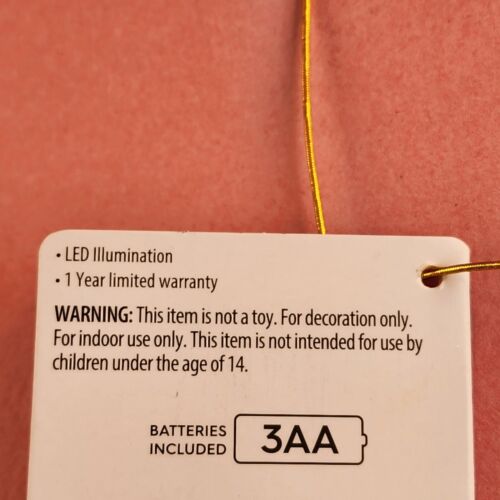 • LED Illumination
• 1 Year limited warranty
WARNING: This item is not a toy. For decoration only.
For indoor use only. This item is not intended for use by
children under the age of 14.
BATTERIES
INCLUDED
3AA